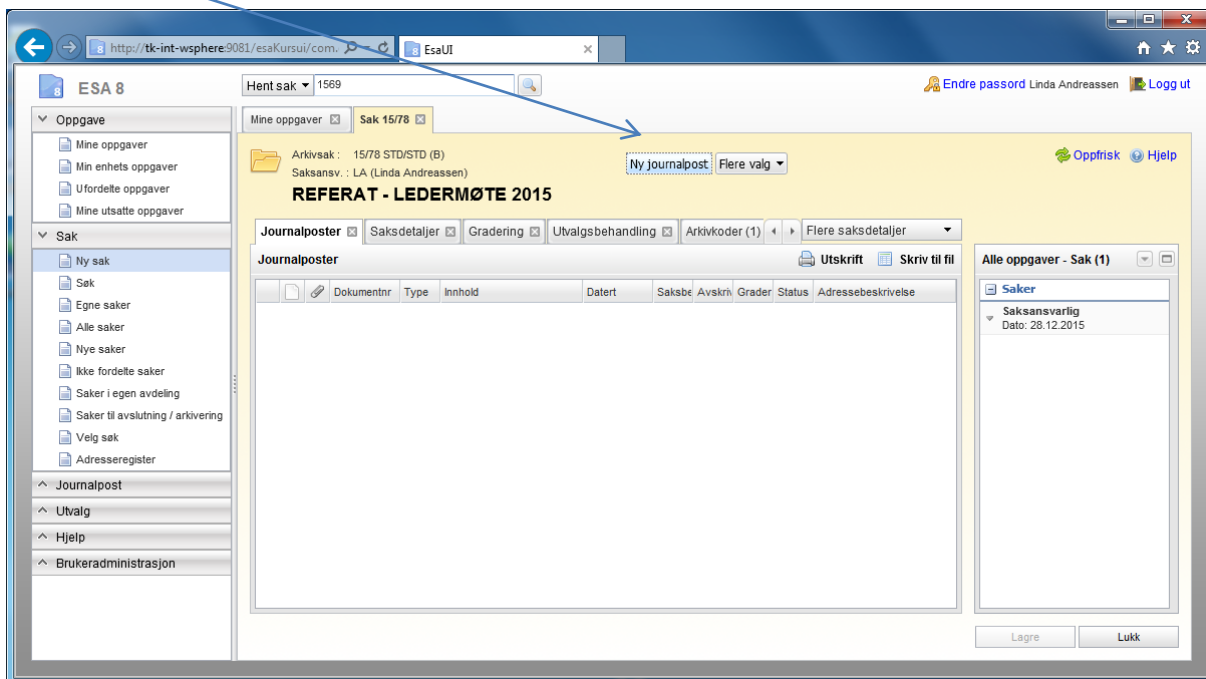 http://tk-int-wsphere:9081/esaKursui/com.
EsaUI
ESA 8
Hent sak 1569
Endre passord Linda Andreassen Logg ut
Oppgave
Mine oppgaver
Min enhets oppgaver
Ufordelte oppgaver
Mine utsatte oppgaver
Sak
Ny sak
Søk
Egne saker
Alle saker
Nye saker
Ikke fordelte saker
Saker i egen avdeling
Saker til avslutning / arkivering
Velg søk
Adresseregister
Journalpost
Utvalg
Hjelp
Brukeradministrasjon
Mine oppgaver Sak 15/78
Arkivsak : 15/78 STD/STD (B)
Saksansv. : LA (Linda Andreassen)
REFERAT - LEDERMØTE 2015
Ny journalpost Flere valg
Oppfrisk Hjelp
Journalposter Saksdetaljer Gradering Utvalgsbehandling Arkivkoder (1) Flere saksdetaljer
Journalposter Utskrift Skriv til fil
Dokumentnr Type Innhold Datert Saksbe Avskriv Grader Status Adressebeskrivelse
Alle oppgaver - Sak (1)
Saker
Saksansvarlig
Dato: 28.12.2015
Lagre Lukk